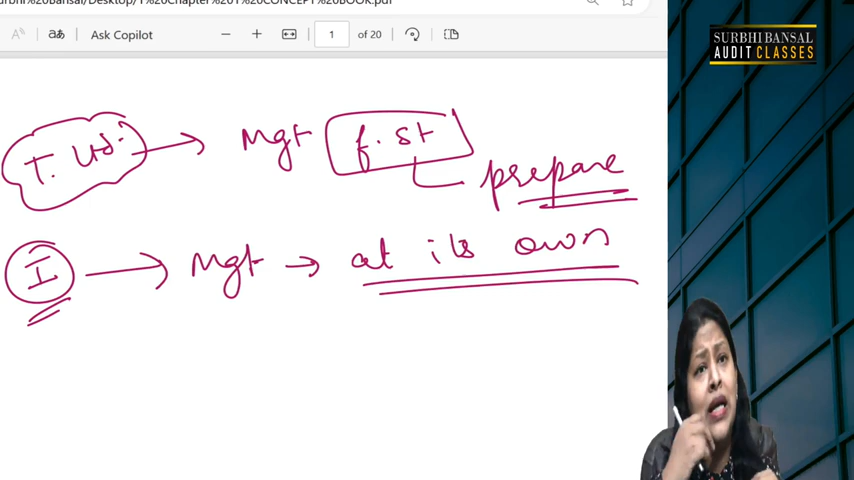 urbhi%20Bansal/Desktop/1%20Chapter%201%20CONCEPT%20BOOK.pdf
A aあ Ask Copilot − + 1 of 20
SURBHI BANSAL
AUDIT CLASSES
T. Ltd. → Mgt f. st
prepare
I → Mgt → at its own